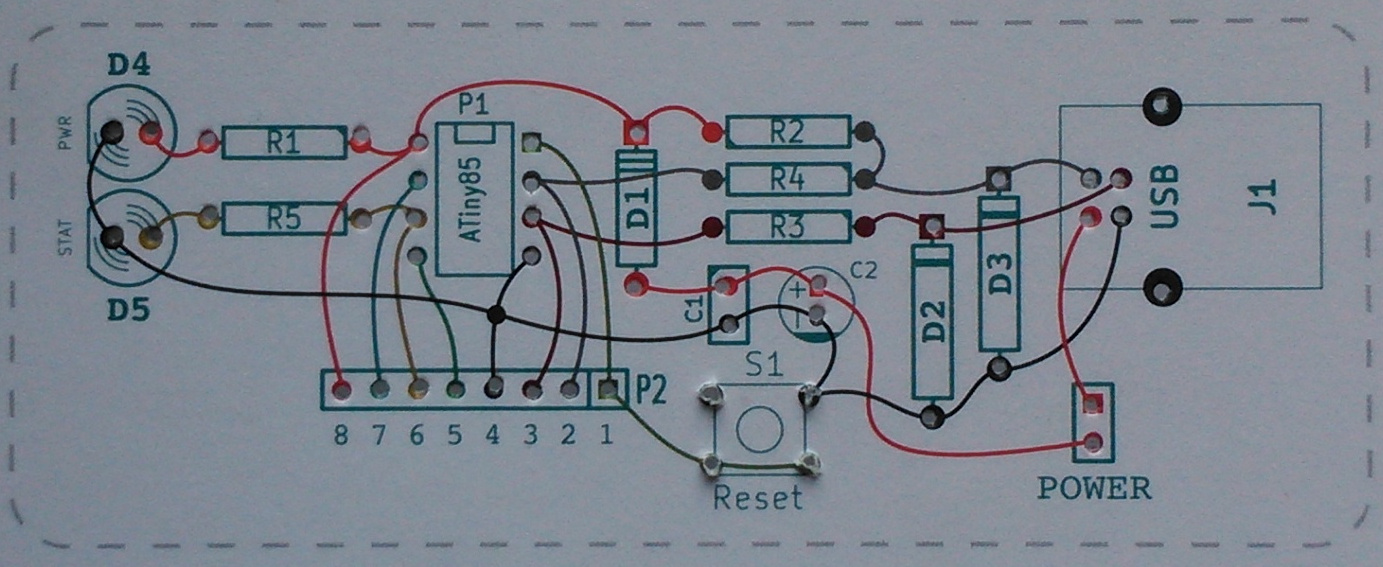 D4
PWR
R1
P1
ATiny85
R2
R4
R3
D1
USB
J1
STAT
R5
D5
C1
+
C2
D2
D3
S1
P2
8 7 6 5 4 3 2 1
Reset
POWER